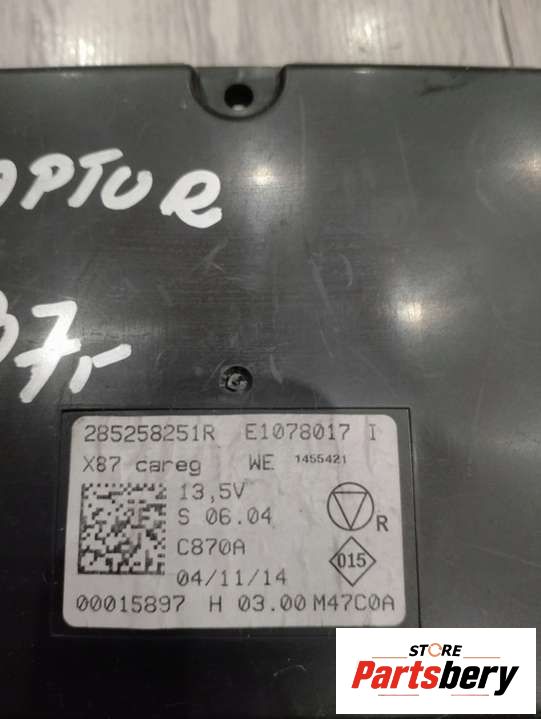 APTUR
7r
285258251R E1078017 I
X87 careg WE 1455421
13,5V
S 06.04
R
C870A
015
04/11/14
00015897 H 03.00 M47C0A
STORE
Partsbery